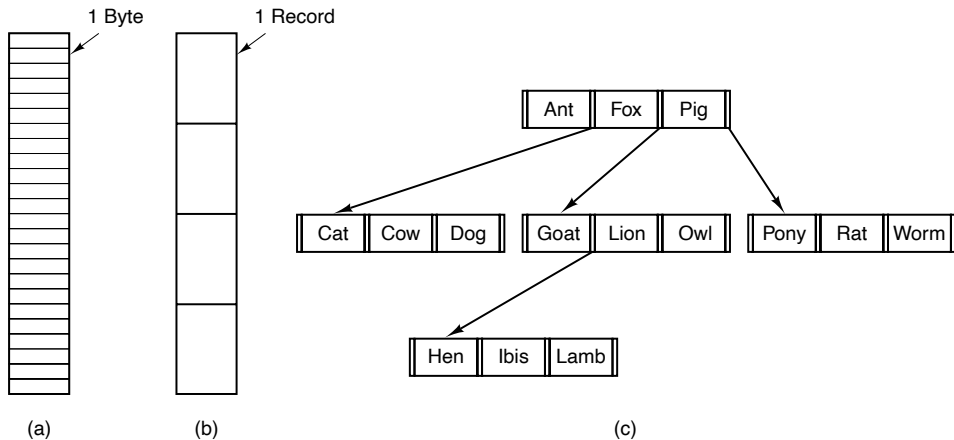 1 Byte
1 Record
Ant Fox Pig
Cat Cow Dog
Goat Lion Owl
Pony Rat Worm
Hen Ibis Lamb
(a)
(b)
(c)